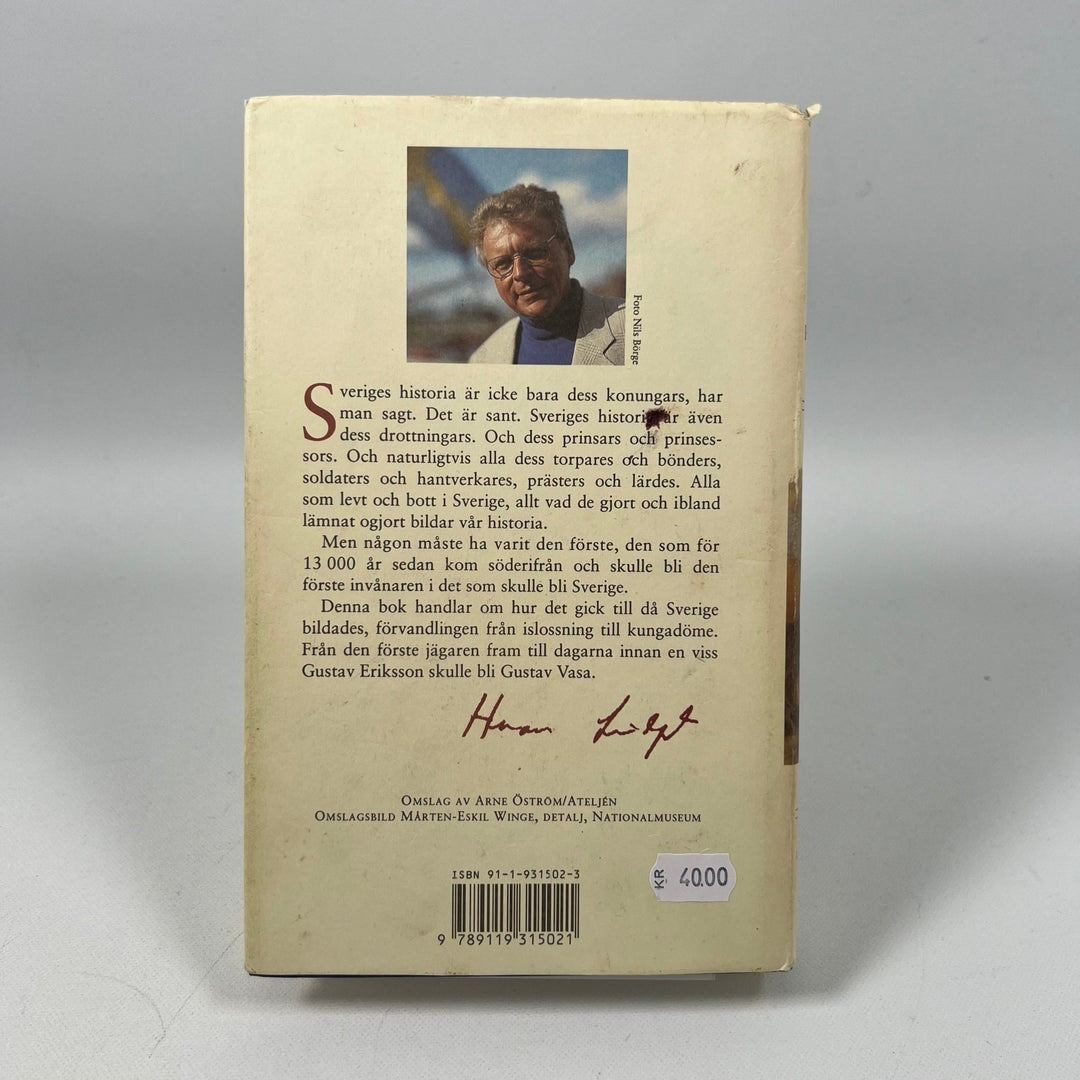 Foto Nils Börge
Sveriges historia är icke bara dess konungars, har
man sagt. Det är sant. Sveriges historia är även
dess drottningars. Och dess prinsars och prinses-
sors. Och naturligtvis alla dess torpares och bönders,
soldaters och hantverkares, prästers och lärdes. Alla
som levt och bott i Sverige, allt vad de gjort och ibland
lämnat ogjort bildar vår historia.
Men någon måste ha varit den förste, den som för
13 000 år sedan kom söderifrån och skulle bli den
förste invånaren i det som skulle bli Sverige.
Denna bok handlar om hur det gick till då Sverige
bildades, förvandlingen från islossning till kungadöme.
Från den förste jägaren fram till dagarna innan en viss
Gustav Eriksson skulle bli Gustav Vasa.
OMSLAG AV ARNE ÖSTRÖM/ATELJÉN
OMSLAGSBILD MÅRTEN-ESKIL WINGE, DETALJ, NATIONALMUSEUM
ISBN 91-1-931502-3
KR 40.00
9 789119 315021